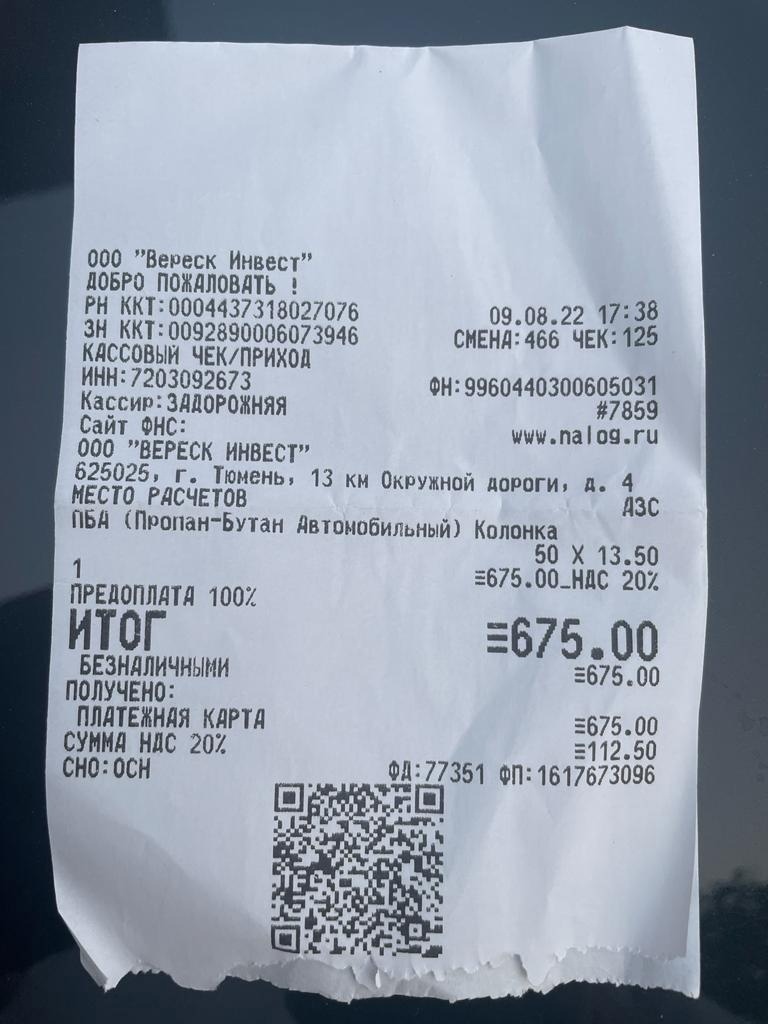 ООО "Вереск Инвест"
ДОБРО ПОЖАЛОВАТЬ !
РН ККТ:0004437318027076 09.08.22 17:38
ЗН ККТ:00928900006073946 СМЕНА:466 ЧЕК:125
КАССОВЫЙ ЧЕК/ПРИХОД
ИНН:7203092673 ФН:9960440300605031
Кассир:ЗАДОРОЖНЯЯ #7859
Сайт ФНС: www.nalog.ru
ООО "ВЕРЕСК ИНВЕСТ"
625025, г. Тюмень, 13 км Окружной дороги, д. 4
МЕСТО РАСЧЕТОВ АЗС
ПБА (Пропан-Бутан Автомобильный) Колонка
1 50 X 13.50
≡675.00_НДС 20%
ПРЕДОПЛАТА 100%
ИТОГ ≡675.00
БЕЗНАЛИЧНЫМИ ≡675.00
ПОЛУЧЕНО:
ПЛАТЕЖНАЯ КАРТА ≡675.00
СУММА НДС 20% ≡112.50
СНО:ОСН ФД:77351 ФП:1617673096